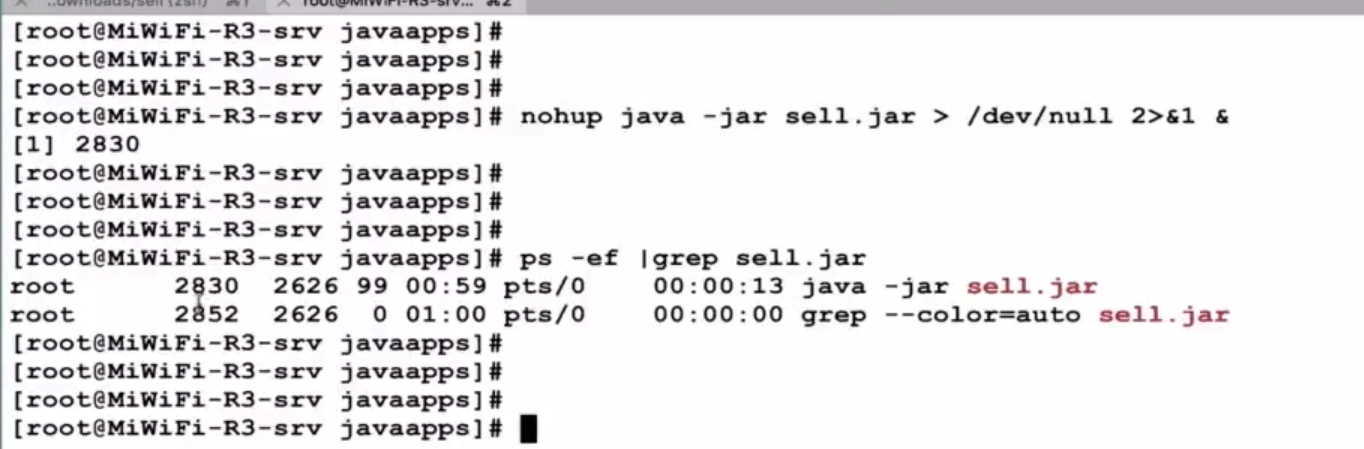 ..ownloads/sell (zsh) ⌘1 × root@MiWiFi-R3-srv... ⌘2
[root@MiWiFi-R3-srv javaapps]#
[root@MiWiFi-R3-srv javaapps]#
[root@MiWiFi-R3-srv javaapps]#
[root@MiWiFi-R3-srv javaapps]# nohup java -jar sell.jar > /dev/null 2>&1 &
[1] 2830
[root@MiWiFi-R3-srv javaapps]#
[root@MiWiFi-R3-srv javaapps]#
[root@MiWiFi-R3-srv javaapps]#
[root@MiWiFi-R3-srv javaapps]# ps -ef |grep sell.jar
root 2830 2626 99 00:59 pts/0 00:00:13 java -jar sell.jar
root 2852 2626 0 01:00 pts/0 00:00:00 grep --color=auto sell.jar
[root@MiWiFi-R3-srv javaapps]#
[root@MiWiFi-R3-srv javaapps]#
[root@MiWiFi-R3-srv javaapps]#
[root@MiWiFi-R3-srv javaapps]#